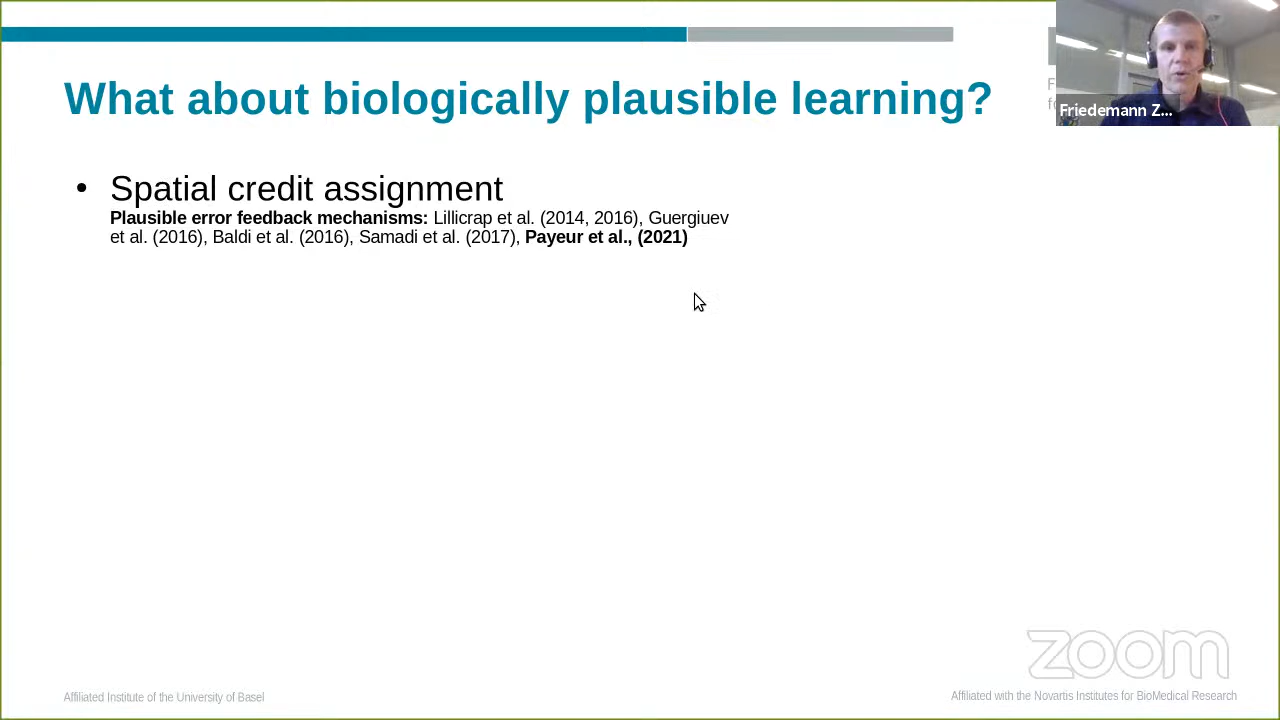 What about biologically plausible learning?
F
f
Friedemann Z...
• Spatial credit assignment
Plausible error feedback mechanisms: Lillicrap et al. (2014, 2016), Guergiuev
et al. (2016), Baldi et al. (2016), Samadi et al. (2017), Payeur et al., (2021)
zoom
Affiliated Institute of the University of Basel
Affiliated with the Novartis Institutes for BioMedical Research